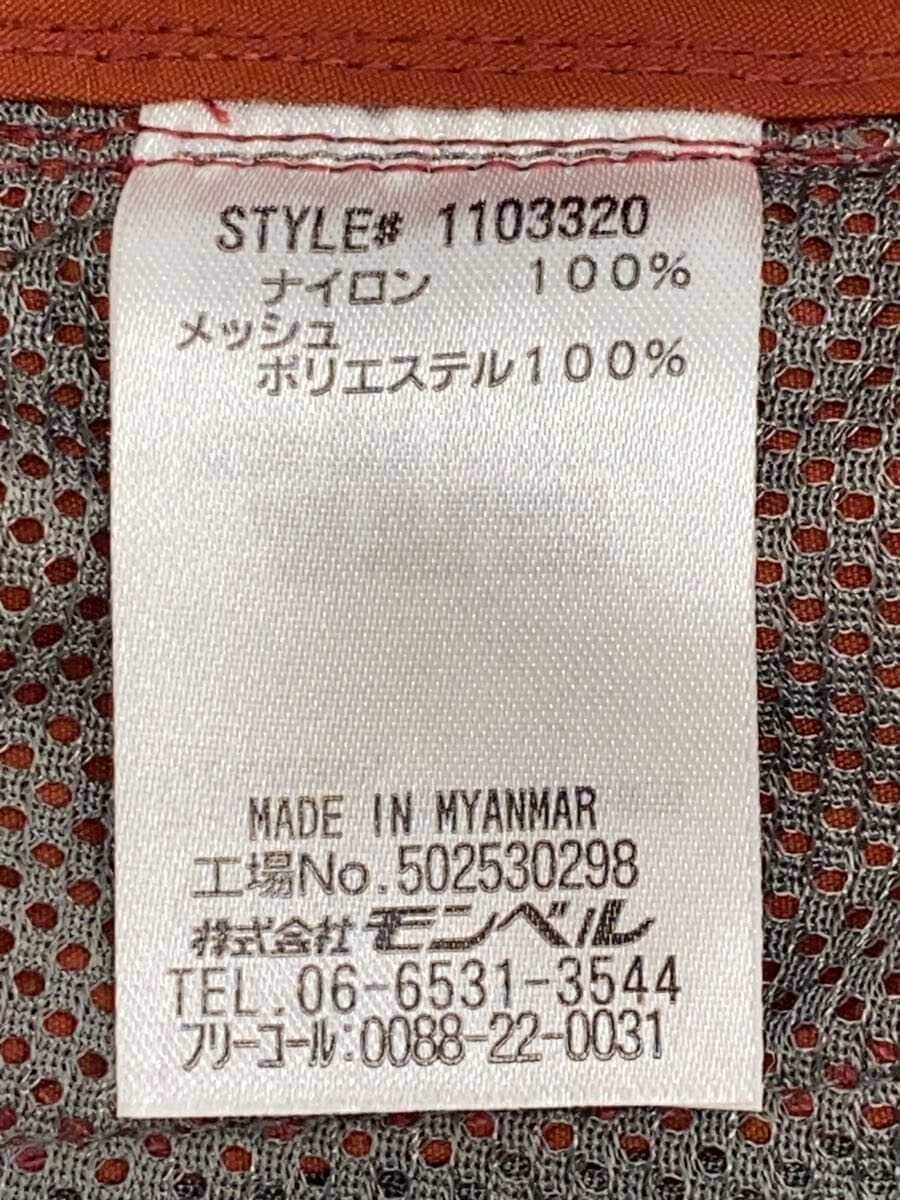 STYLE# 1103320
ナイロン 100%
メッシュ
ポリエステル100%
MADE IN MYANMAR
工場No.502530298
株式会社モンベル
TEL.06-6531-3544
フリーコール:0088-22-0031